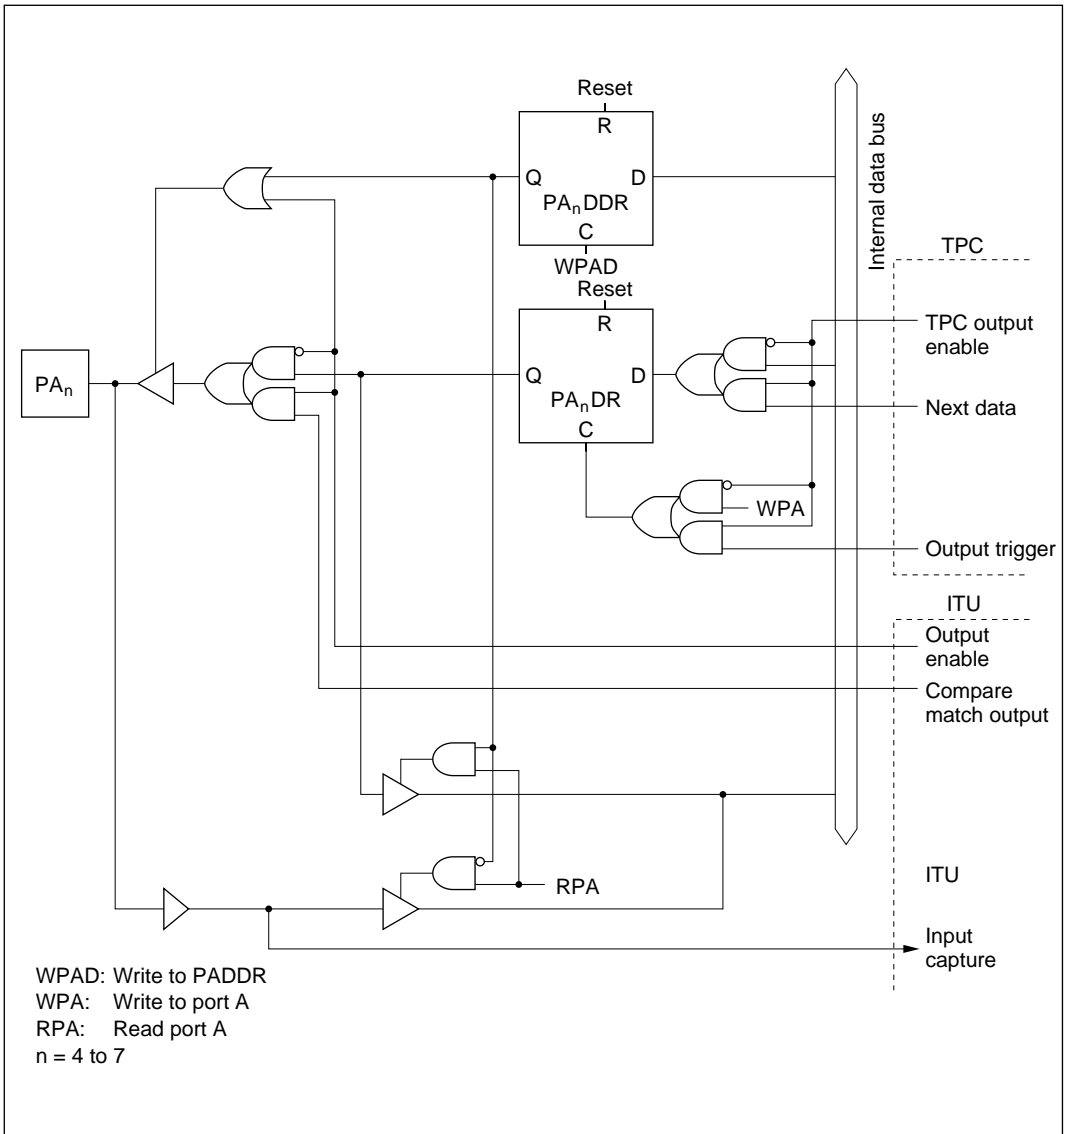 Reset
R
Q
D
PAnDDR
C
WPAD
Internal data bus
TPC
Reset
R
Q
D
PAnDR
C
PAn
TPC output
enable
Next data
WPA
Output trigger
ITU
Output
enable
Compare
match output
RPA
ITU
Input
capture
WPAD: Write to PADDR
WPA: Write to port A
RPA: Read port A
n = 4 to 7